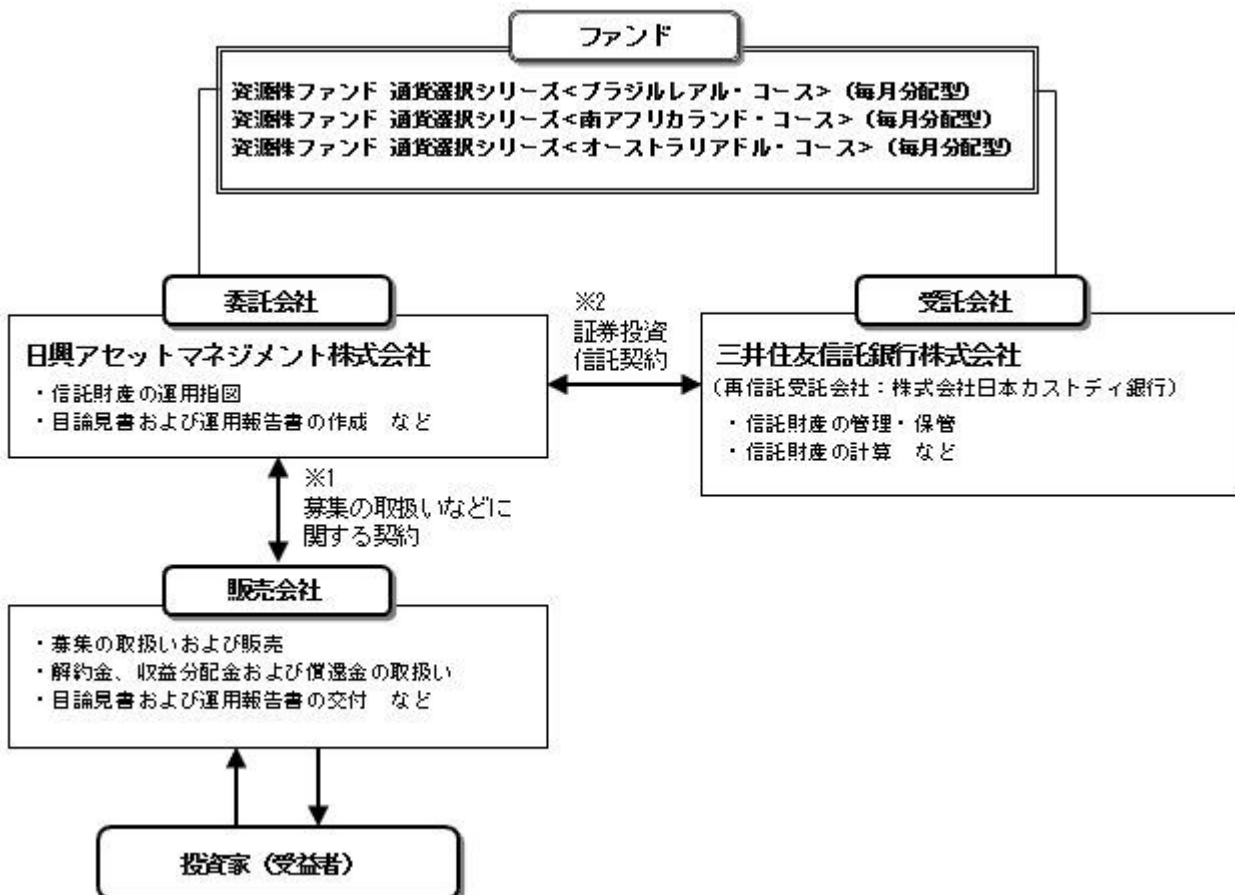 ファンド
資源株ファンド 通貨選択シリーズ<ブラジルレアル・コース>(毎月分配型)
資源株ファンド 通貨選択シリーズ<南アフリカランド・コース>(毎月分配型)
資源株ファンド 通貨選択シリーズ<オーストラリアドル・コース>(毎月分配型)
委託会社
日興アセットマネジメント株式会社
・信託財産の運用指図
・目論見書および運用報告書の作成 など
※2
証券投資
信託契約
受託会社
三井住友信託銀行株式会社
(再信託受託会社:株式会社日本カストディ銀行)
・信託財産の管理・保管
・信託財産の計算 など
※1
募集の取扱いなどに
関する契約
販売会社
・募集の取扱いおよび販売
・解約金、収益分配金および償還金の取扱い
・目論見書および運用報告書の交付 など
投資家(受益者)